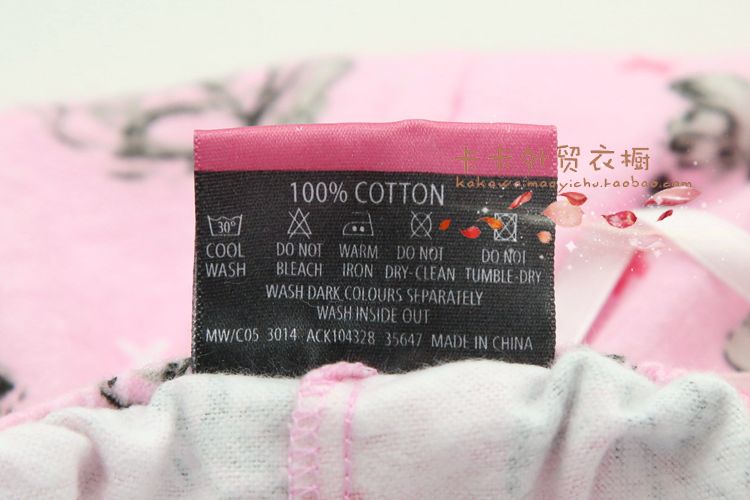 100% COTTON
卡卡外贸衣橱
kakawa.maoyichu.taobao.com
30°
COOL WASH
DO NOT BLEACH
WARM IRON
DO NOT DRY-CLEAN
DO NOT TUMBLE-DRY
WASH DARK COLOURS SEPARATELY
WASH INSIDE OUT
MW/C05 3014 ACK104328 35647 MADE IN CHINA